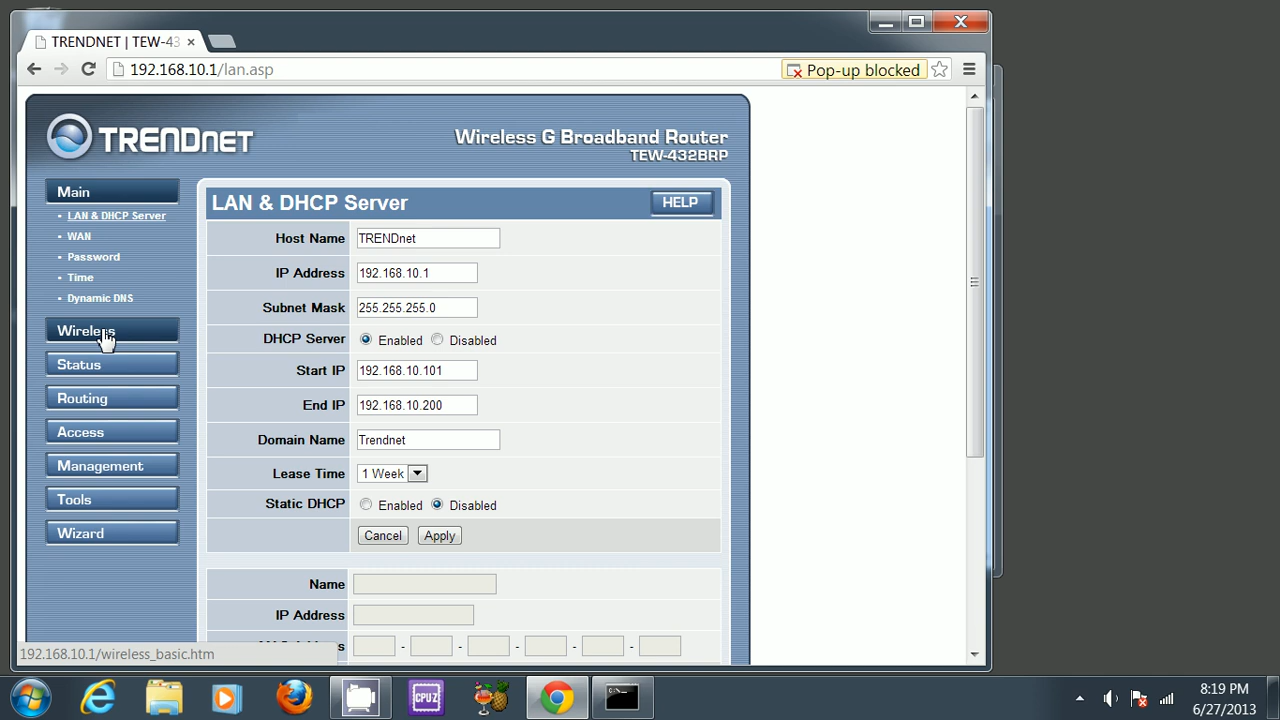 TRENDNET | TEW-43
192.168.10.1/lan.asp
Pop-up blocked
TRENDNET
Wireless G Broadband Router
TEW-432BRP
Main
LAN & DHCP Server
WAN
Password
Time
Dynamic DNS
Wireless
Status
Routing
Access
Management
Tools
Wizard
LAN & DHCP Server
HELP
Host Name TRENDnet
IP Address 192.168.10.1
Subnet Mask 255.255.255.0
DHCP Server Enabled Disabled
Start IP 192.168.10.101
End IP 192.168.10.200
Domain Name Trendnet
Lease Time 1 Week
Static DHCP Enabled Disabled
Cancel Apply
Name
IP Address
- - - - -
192.168.10.1/wireless_basic.htm
CPUZ
8:19 PM
6/27/2013